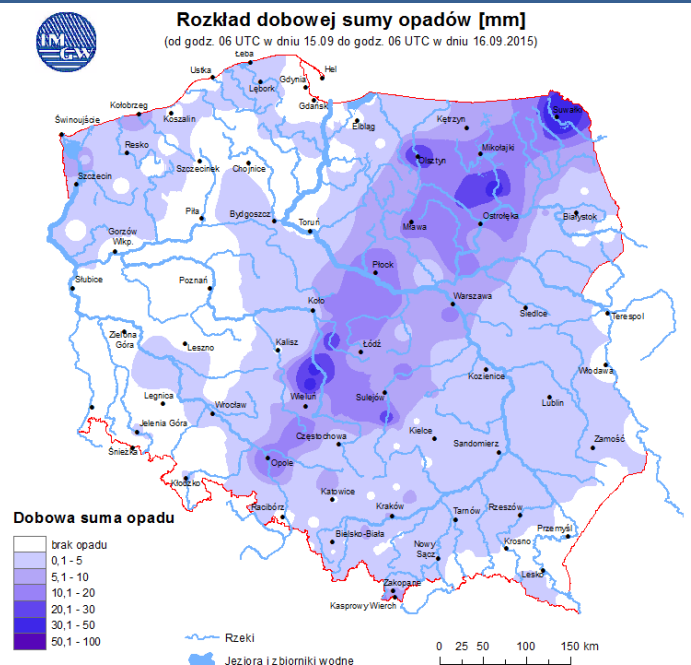 Rozkład dobowej sumy opadów [mm]
(od godz. 06 UTC w dniu 15.09 do godz. 06 UTC w dniu 16.09.2015)
IM
GW
Łeba
Hel
Ustka
Gdynia
Lębork
Gdańsk
Kołobrzeg
Koszalin
Świnoujście
Elbląg
Kętrzyn
Suwałki
Resko
Mikołajki
Olsztyn
Szczecinek
Chojnice
Szczecin
Piła
Bydgoszcz
Toruń
Mława
Ostrołęka
Białystok
Gorzów
Wlkp.
Płock
Słubice
Poznań
Koło
Warszawa
Siedlce
Terespol
Zielona
Góra
Leszno
Kalisz
Łódź
Kozienice
Włodawa
Legnica
Wrocław
Wieluń
Sulejów
Lublin
Jelenia Góra
Częstochowa
Kielce
Sandomierz
Zamość
Śnieżka
Opole
Kłodzko
Katowice
Racibórz
Kraków
Tarnów
Rzeszów
Przemyśl
Bielsko-Biała
Nowy
Sącz
Krosno
Lesko
Zakopane
Kasprowy Wierch
Dobowa suma opadu
brak opadu
0,1 - 5
5,1 - 10
10,1 - 20
20,1 - 30
30,1 - 50
50,1 - 100
Rzeki
Jeziora i zbiorniki wodne
0 25 50 100 150 km